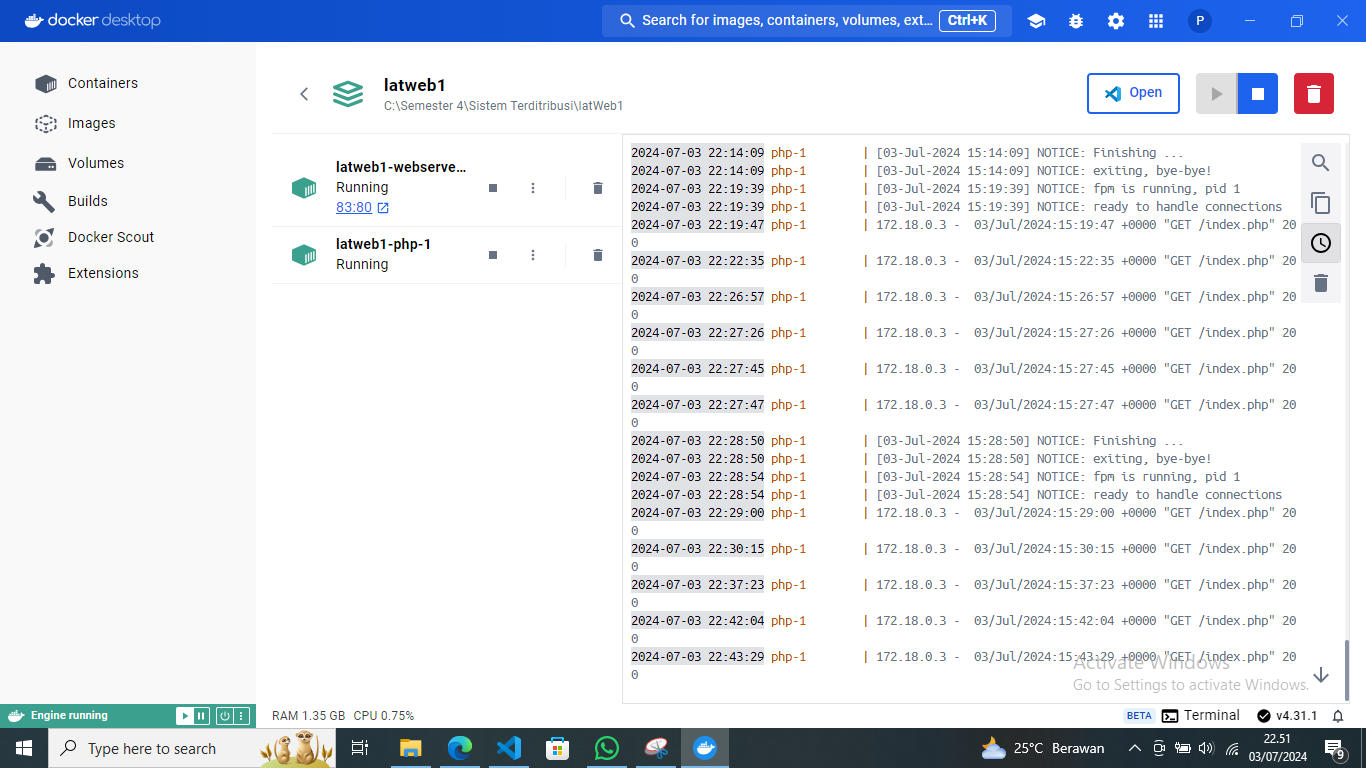 docker desktop
Search for images, containers, volumes, ext... Ctrl+K
P
Containers
Images
Volumes
Builds
Docker Scout
Extensions
latweb1
C:\Semester 4\Sistem Terditribusi\latWeb1
Open
latweb1-webserve...
Running
83:80
latweb1-php-1
Running
2024-07-03 22:14:09 php-1 | [03-Jul-2024 15:14:09] NOTICE: Finishing ...
2024-07-03 22:14:09 php-1 | [03-Jul-2024 15:14:09] NOTICE: exiting, bye-bye!
2024-07-03 22:19:39 php-1 | [03-Jul-2024 15:19:39] NOTICE: fpm is running, pid 1
2024-07-03 22:19:39 php-1 | [03-Jul-2024 15:19:39] NOTICE: ready to handle connections
2024-07-03 22:19:47 php-1 | 172.18.0.3 - 03/Jul/2024:15:19:47 +0000 "GET /index.php" 20
0
2024-07-03 22:22:35 php-1 | 172.18.0.3 - 03/Jul/2024:15:22:35 +0000 "GET /index.php" 20
0
2024-07-03 22:26:57 php-1 | 172.18.0.3 - 03/Jul/2024:15:26:57 +0000 "GET /index.php" 20
0
2024-07-03 22:27:26 php-1 | 172.18.0.3 - 03/Jul/2024:15:27:26 +0000 "GET /index.php" 20
0
2024-07-03 22:27:45 php-1 | 172.18.0.3 - 03/Jul/2024:15:27:45 +0000 "GET /index.php" 20
0
2024-07-03 22:27:47 php-1 | 172.18.0.3 - 03/Jul/2024:15:27:47 +0000 "GET /index.php" 20
0
2024-07-03 22:28:50 php-1 | [03-Jul-2024 15:28:50] NOTICE: Finishing ...
2024-07-03 22:28:50 php-1 | [03-Jul-2024 15:28:50] NOTICE: exiting, bye-bye!
2024-07-03 22:28:54 php-1 | [03-Jul-2024 15:28:54] NOTICE: fpm is running, pid 1
2024-07-03 22:28:54 php-1 | [03-Jul-2024 15:28:54] NOTICE: ready to handle connections
2024-07-03 22:29:00 php-1 | 172.18.0.3 - 03/Jul/2024:15:29:00 +0000 "GET /index.php" 20
0
2024-07-03 22:30:15 php-1 | 172.18.0.3 - 03/Jul/2024:15:30:15 +0000 "GET /index.php" 20
0
2024-07-03 22:37:23 php-1 | 172.18.0.3 - 03/Jul/2024:15:37:23 +0000 "GET /index.php" 20
0
2024-07-03 22:42:04 php-1 | 172.18.0.3 - 03/Jul/2024:15:42:04 +0000 "GET /index.php" 20
0
2024-07-03 22:43:29 php-1 | 172.18.0.3 - 03/Jul/2024:15:43:29 +0000 "GET /index.php" 20
0
Activate Windows
Go to Settings to activate Windows.
Engine running
RAM 1.35 GB CPU 0.75%
BETA Terminal v4.31.1
Type here to search
25°C Berawan
22.51
03/07/2024
9